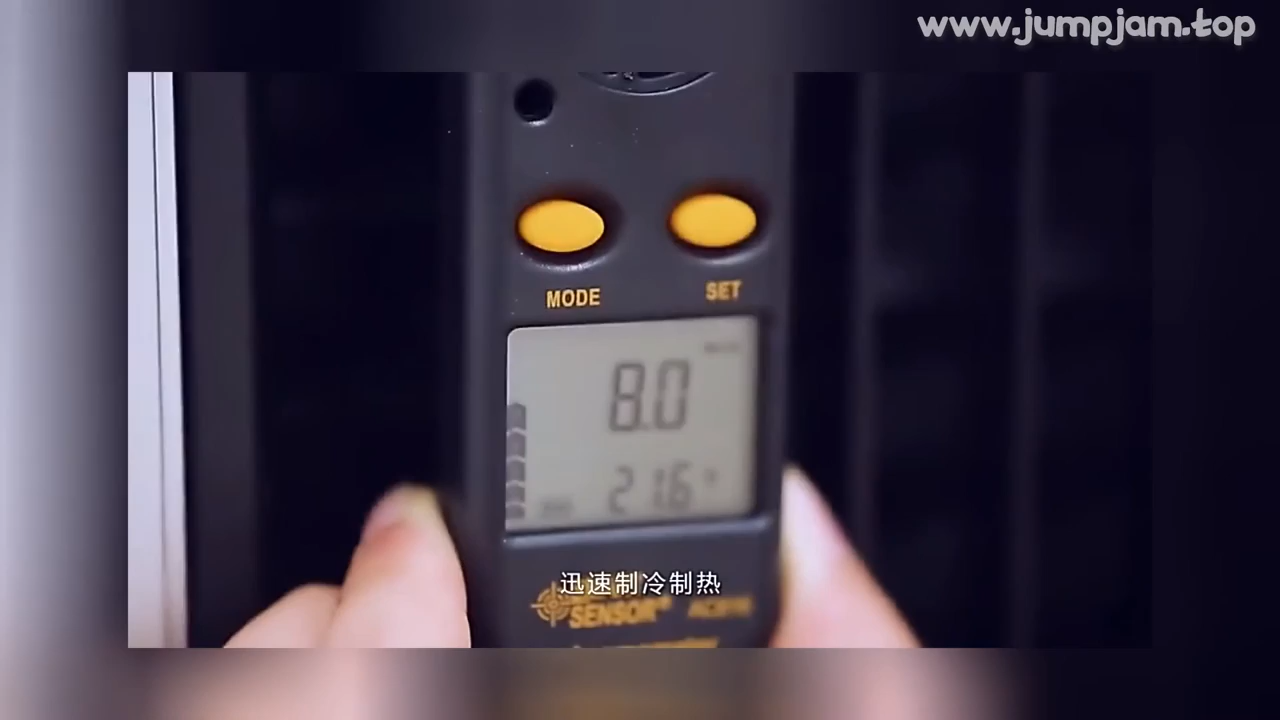 www.jumpjam.top
MODE
SET
8.0
21.6
迅速制冷制热
SENSOR